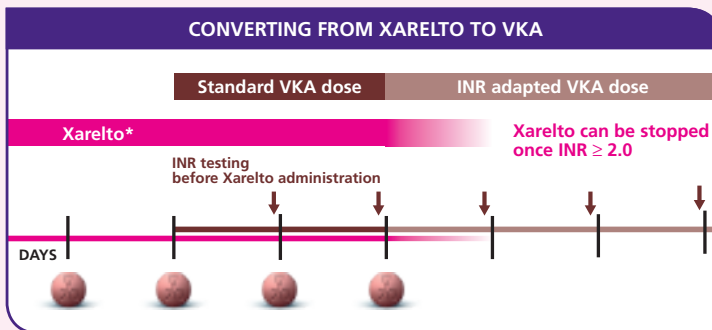 CONVERTING FROM XARELTO TO VKA
Standard VKA dose
INR adapted VKA dose
Xarelto*
Xarelto can be stopped
once INR ≥ 2.0
INR testing
before Xarelto administration
DAYS